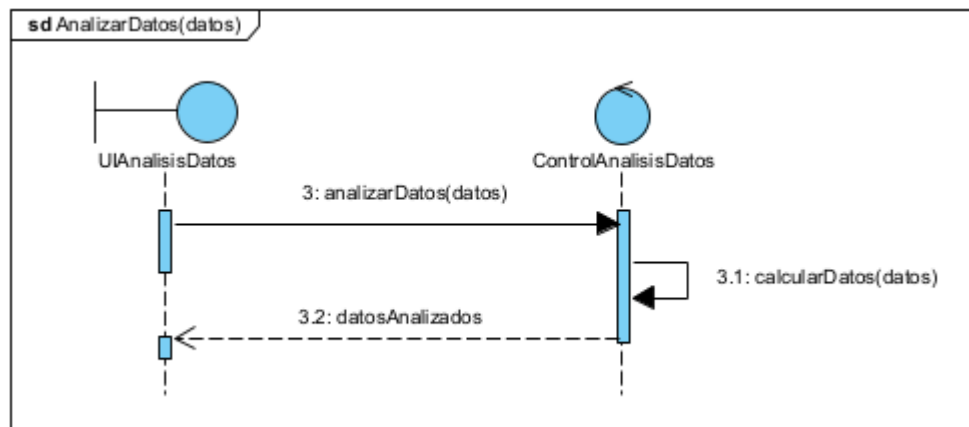 sd AnalizarDatos(datos)
UIAnalisisDatos
ControlAnalisisDatos
3: analizarDatos(datos)
3.1: calcularDatos(datos)
3.2: datosAnalizados